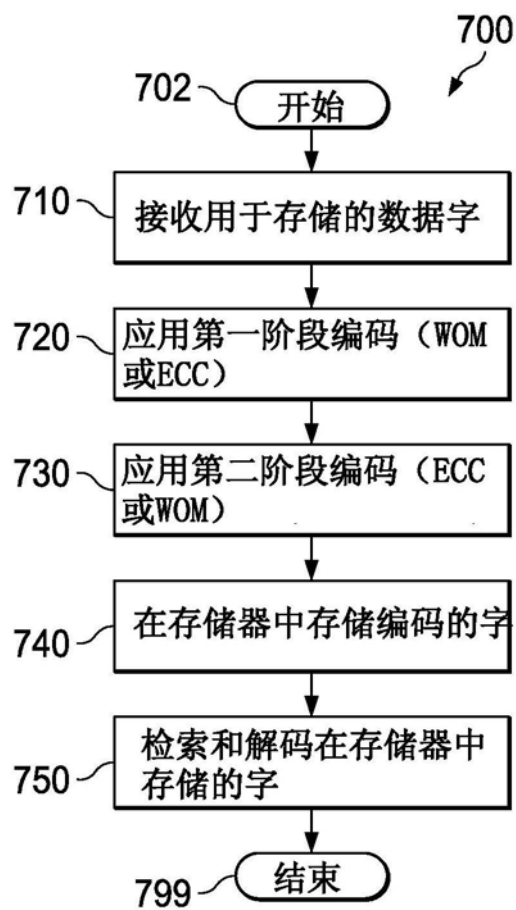 700
702
开始
710
接收用于存储的数据字
720
应用第一阶段编码（WOM
或ECC）
730
应用第二阶段编码（ECC
或WOM）
740
在存储器中存储编码的字
750
检索和解码在存储器中
存储的字
799
结束